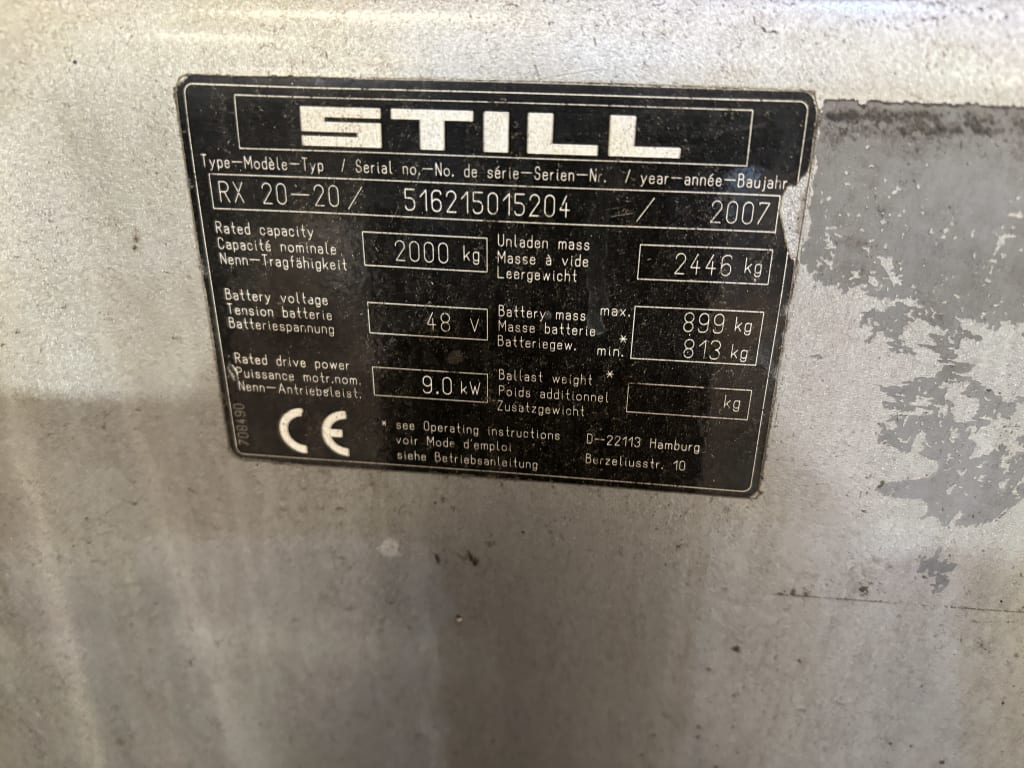 STILL
Type-Modèle-Typ / Serial no,-No. de série-Serien-Nr. / year-année-Baujahr
RX 20-20 / 516215015204 / 2007
Rated capacity
Capacité nominale
Nenn-Tragfähigkeit
2000 kg
Unladen mass
Masse à vide
Leergewicht
2446 kg
Battery voltage
Tension batterie
Batteriespannung
48 V
Battery mass max.
Masse batterie *
Batteriegew. min.
899 kg
813 kg
Rated drive power
Puissance motr.nom.
Nenn-Antriebsleist.
9.0 kW
Ballast weight *
Poids additionnel
Zusatzgewicht
kg
708490
CE
* see Operating instructions
voir Mode d'emploi
siehe Betriebsanleitung
D-22113 Hamburg
Berzeliusstr. 10